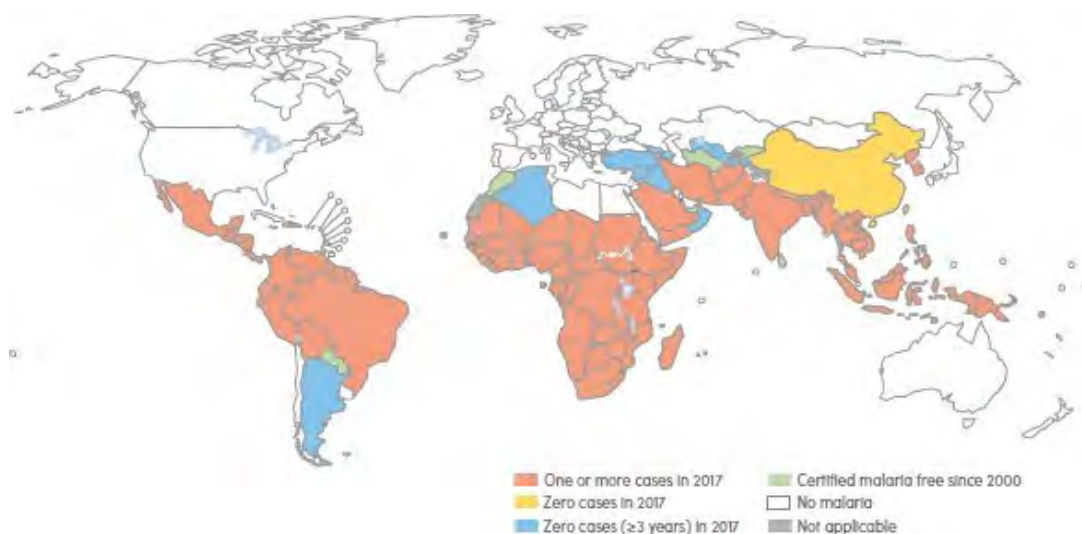 One or more cases in 2017
Zero cases in 2017
Zero cases (≥3 years) in 2017
Certified malaria free since 2000
No malaria
Not applicable